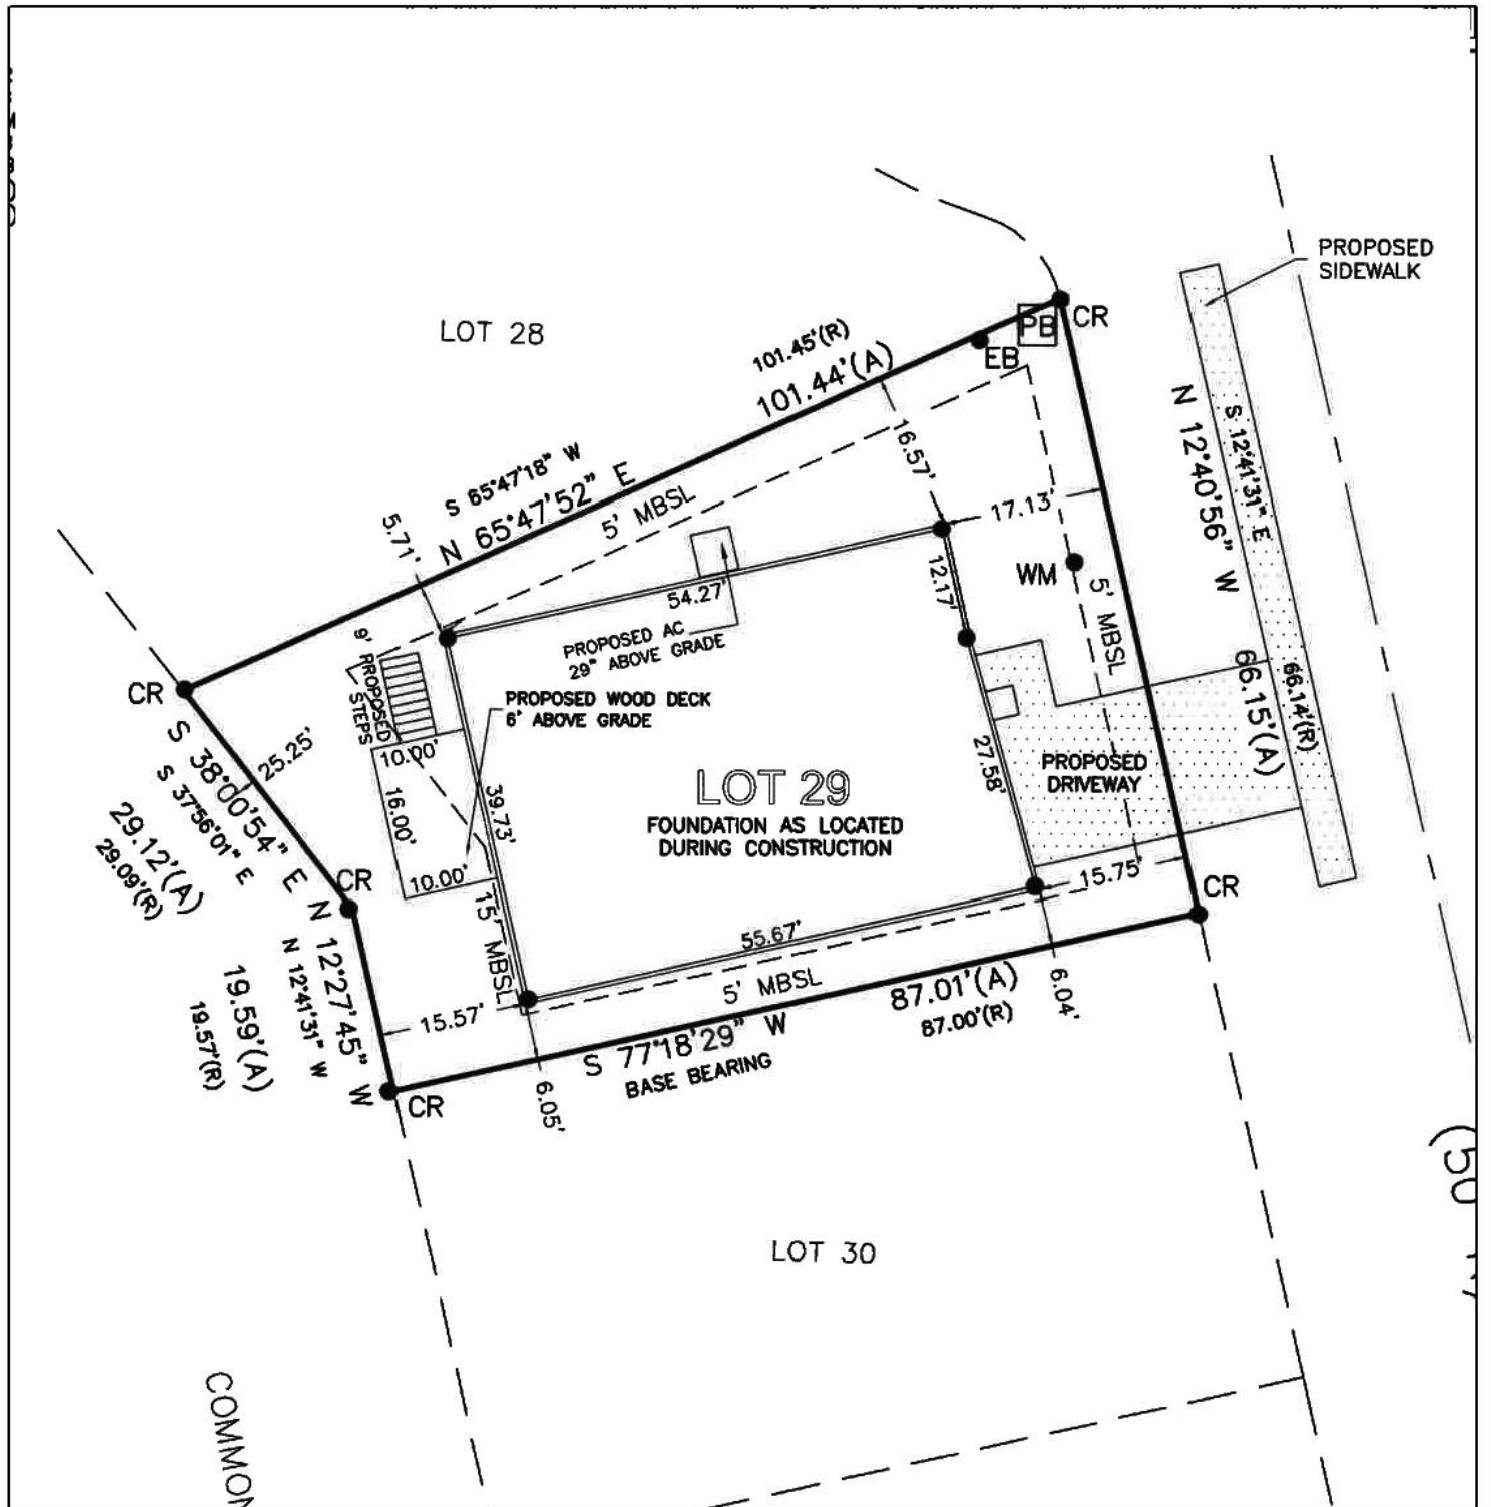 PROPOSED
SIDEWALK
LOT 28
101.45'(R)
101.44'(A)
PB
CR
EB
S 65°47'18" W
N 65°47'52" E
5' MBSL
16.57'
17.13'
5.71'
N 12°40'56" W
S 12°41'31" E
66.15'(A)
66.14'(R)
WM
5' MBSL
12.17'
54.27'
PROPOSED AC
29" ABOVE GRADE
9' PROPOSED
STEPS
PROPOSED WOOD DECK
6' ABOVE GRADE
CR
25.25'
S 38°00'54" E
S 37°56'01" E
29.12'(A)
29.09'(R)
10.00'
16.00'
10.00'
39.73'
27.58'
PROPOSED
DRIVEWAY
LOT 29
FOUNDATION AS LOCATED
DURING CONSTRUCTION
CR
15' MBSL
15.75'
CR
55.67'
5' MBSL
87.01'(A)
87.00'(R)
6.04'
N 12°27'45" W
N 12°41'31" W
19.59'(A)
19.57'(R)
15.57'
S 77°18'29" W
BASE BEARING
CR
6.05'
(50
LOT 30
COMMON